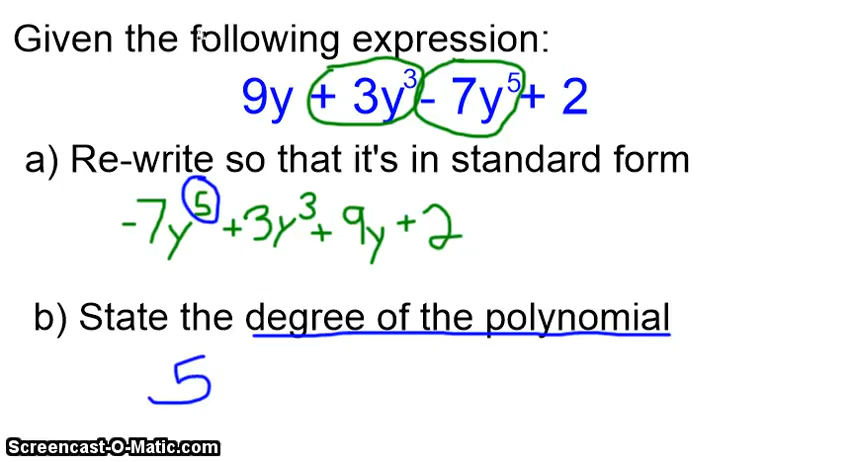 Given the following expression:
9y + 3y³ - 7y⁵ + 2
a) Re-write so that it's in standard form
-7y⁵ + 3y³ + 9y + 2
b) State the degree of the polynomial
5
Screencast-O-Matic.com